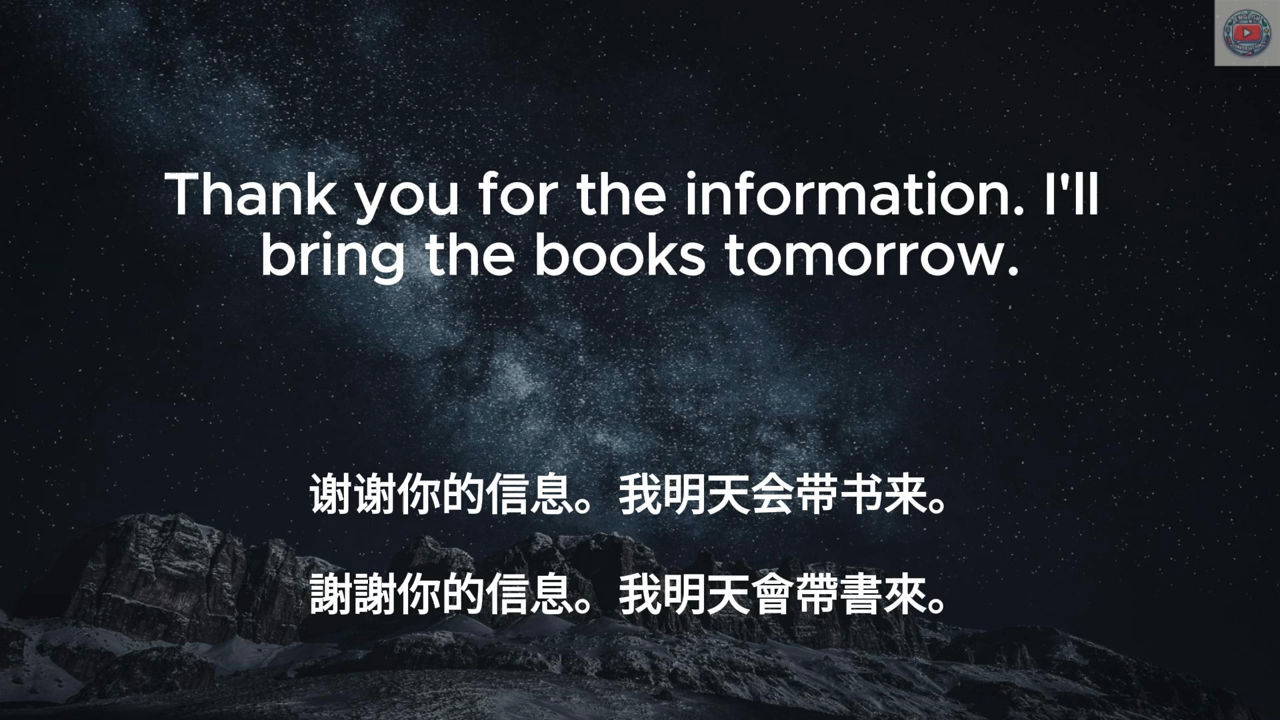 Thank you for the information. I'll
bring the books tomorrow.
谢谢你的信息。我明天会带书来。
謝謝你的信息。我明天會帶書來。